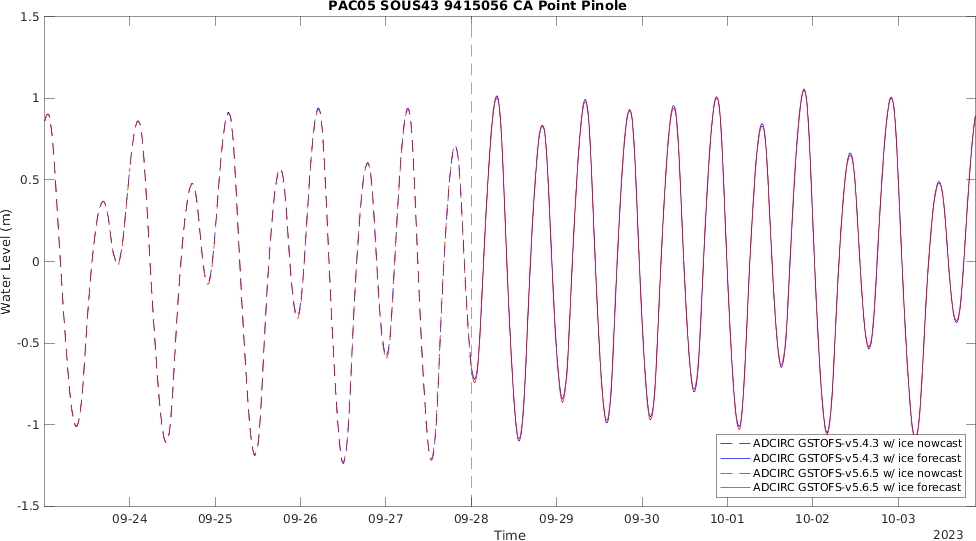 PAC05 SOUS43 9415056 CA Point Pinole
1.5
1
0.5
0
-0.5
-1
-1.5
Water Level (m)
ADCIRC GSTOFS-v5.4.3 w/ ice nowcast
ADCIRC GSTOFS-v5.4.3 w/ ice forecast
ADCIRC GSTOFS-v5.6.5 w/ ice nowcast
ADCIRC GSTOFS-v5.6.5 w/ ice forecast
09-24 09-25 09-26 09-27 09-28 09-29 09-30 10-01 10-02 10-03
Time
2023